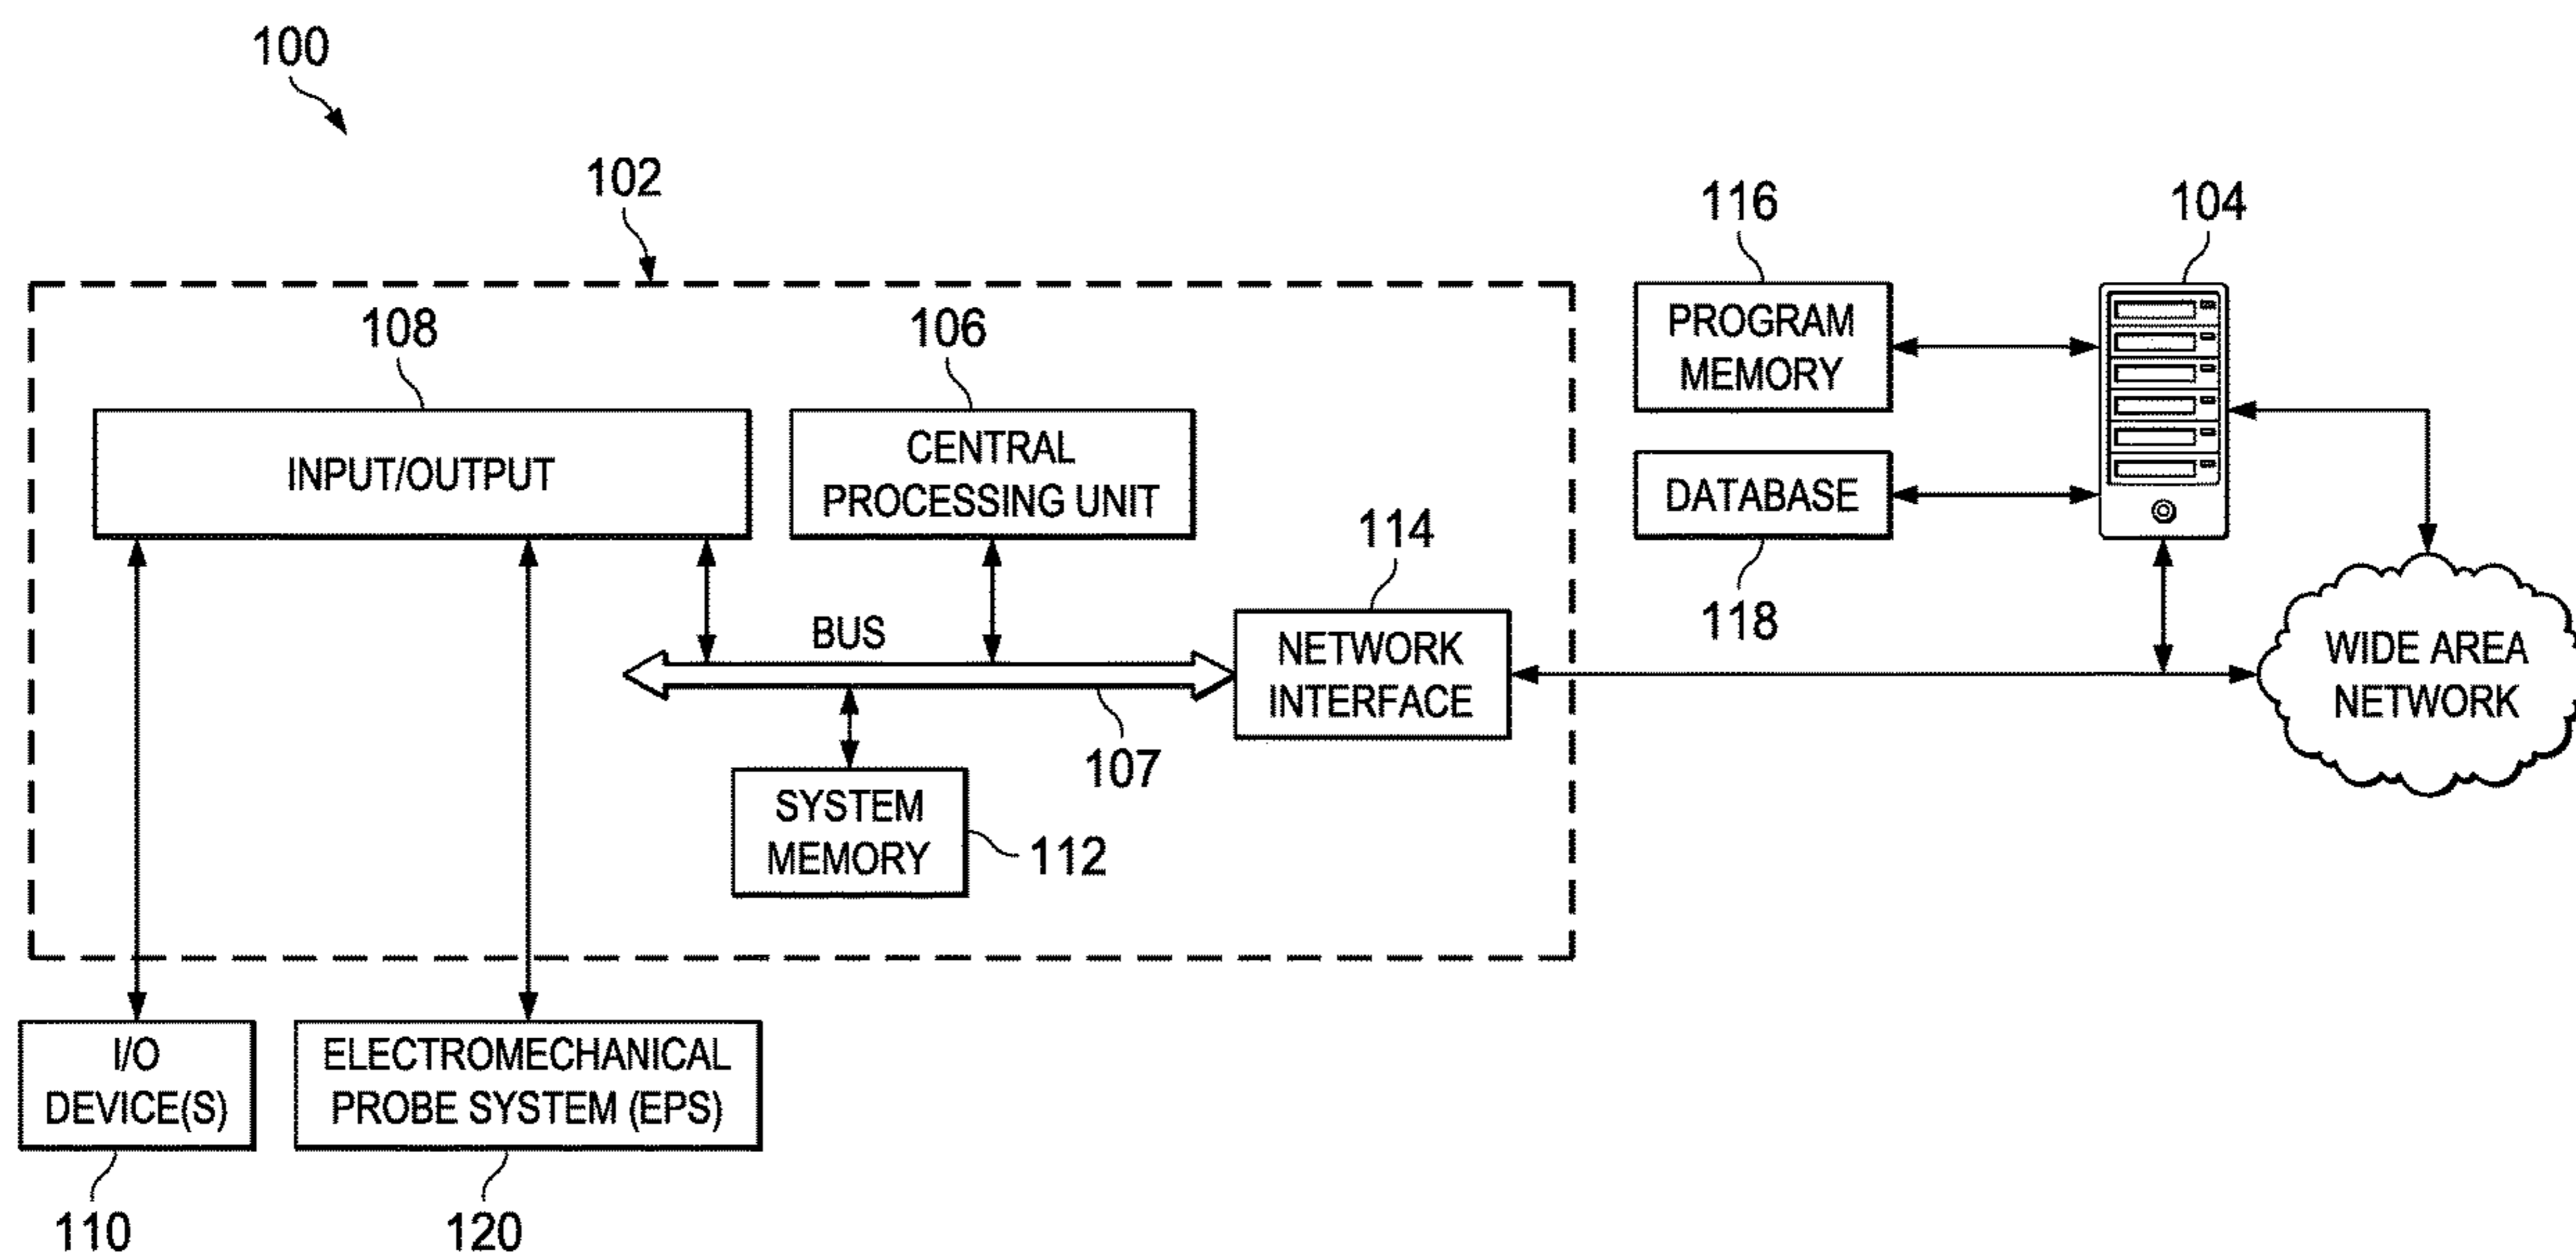 100
102
116
104
108
106
PROGRAM
MEMORY
INPUT/OUTPUT
CENTRAL
PROCESSING UNIT
DATABASE
114
118
BUS
NETWORK
INTERFACE
WIDE AREA
NETWORK
107
SYSTEM
MEMORY
112
I/O
DEVICE(S)
ELECTROMECHANICAL
PROBE SYSTEM (EPS)
110
120